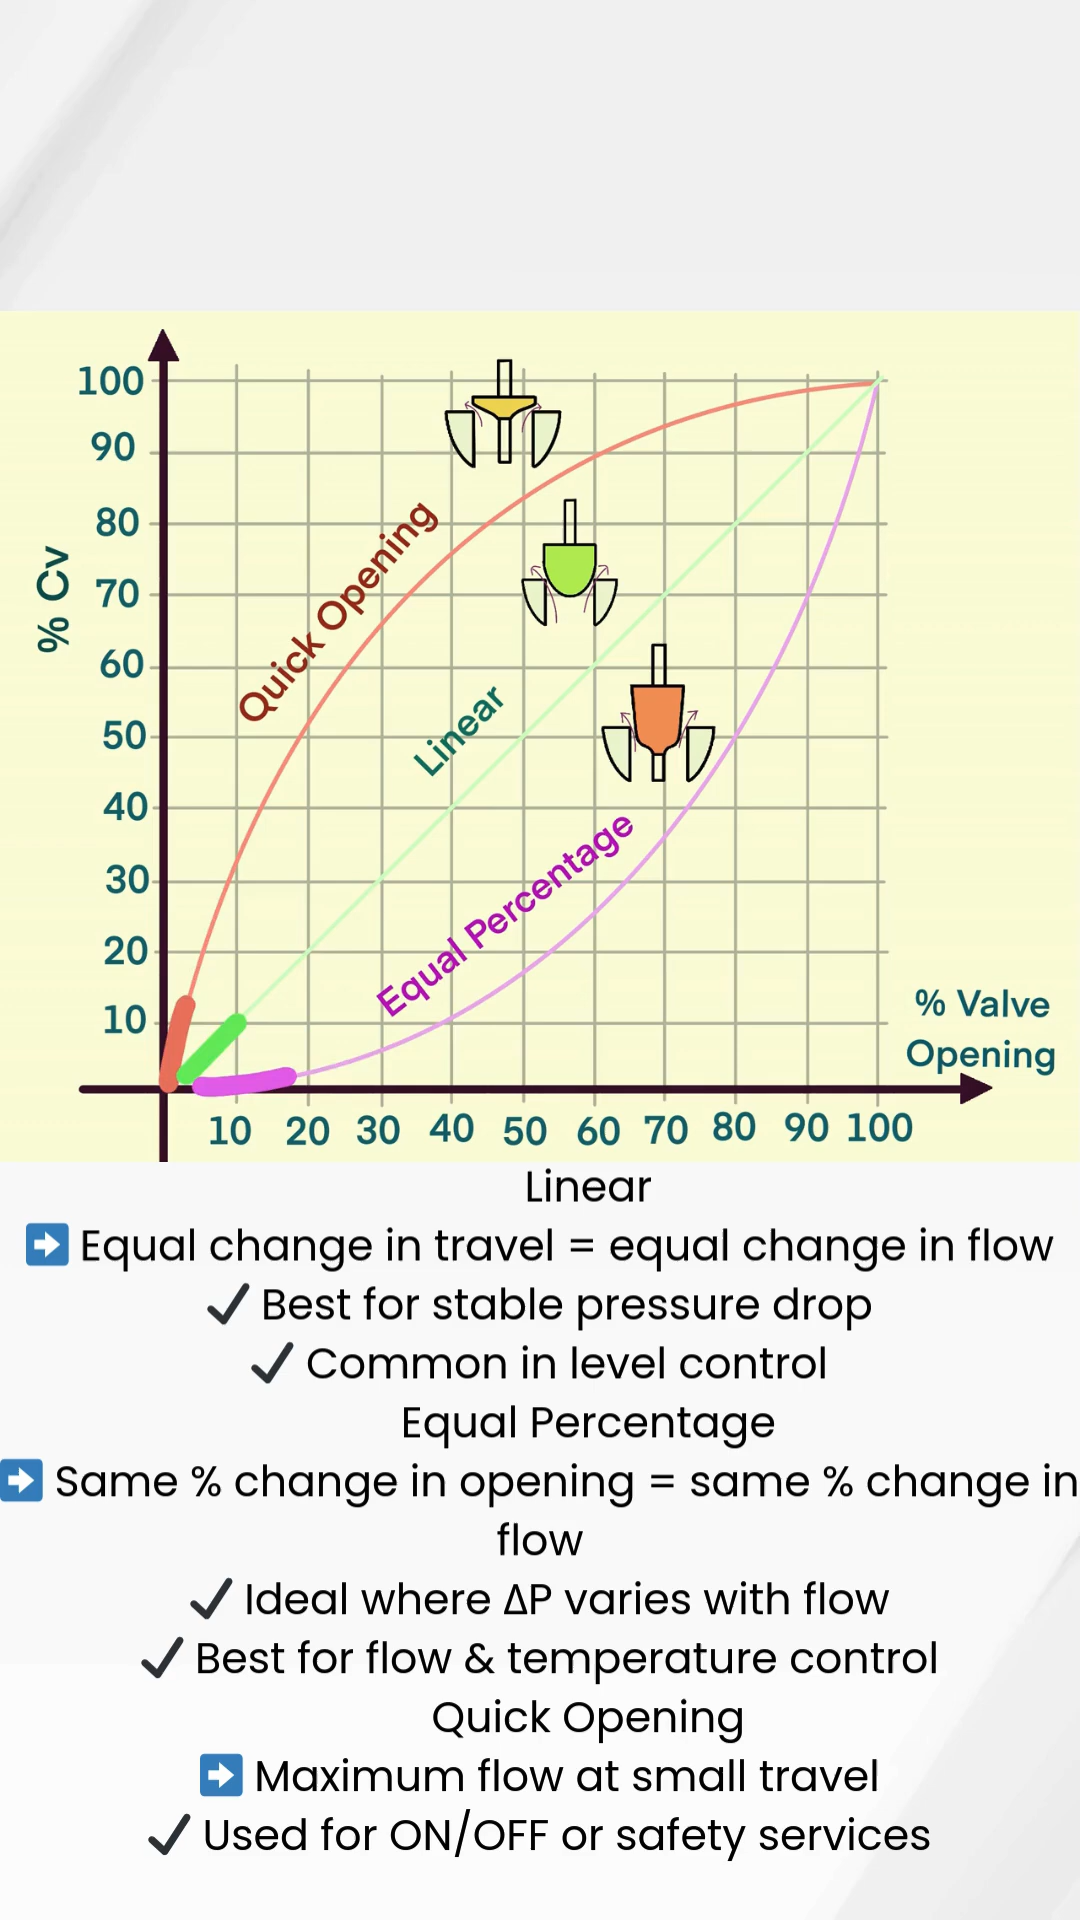 100
90
80
70
60
50
40
30
20
10
% Cv
Quick Opening
Linear
Equal Percentage
% Valve
Opening
10 20 30 40 50 60 70 80 90 100
Linear
➡ Equal change in travel = equal change in flow
✔ Best for stable pressure drop
✔ Common in level control
Equal Percentage
➡ Same % change in opening = same % change in
flow
✔ Ideal where ΔP varies with flow
✔ Best for flow & temperature control
Quick Opening
➡ Maximum flow at small travel
✔ Used for ON/OFF or safety services